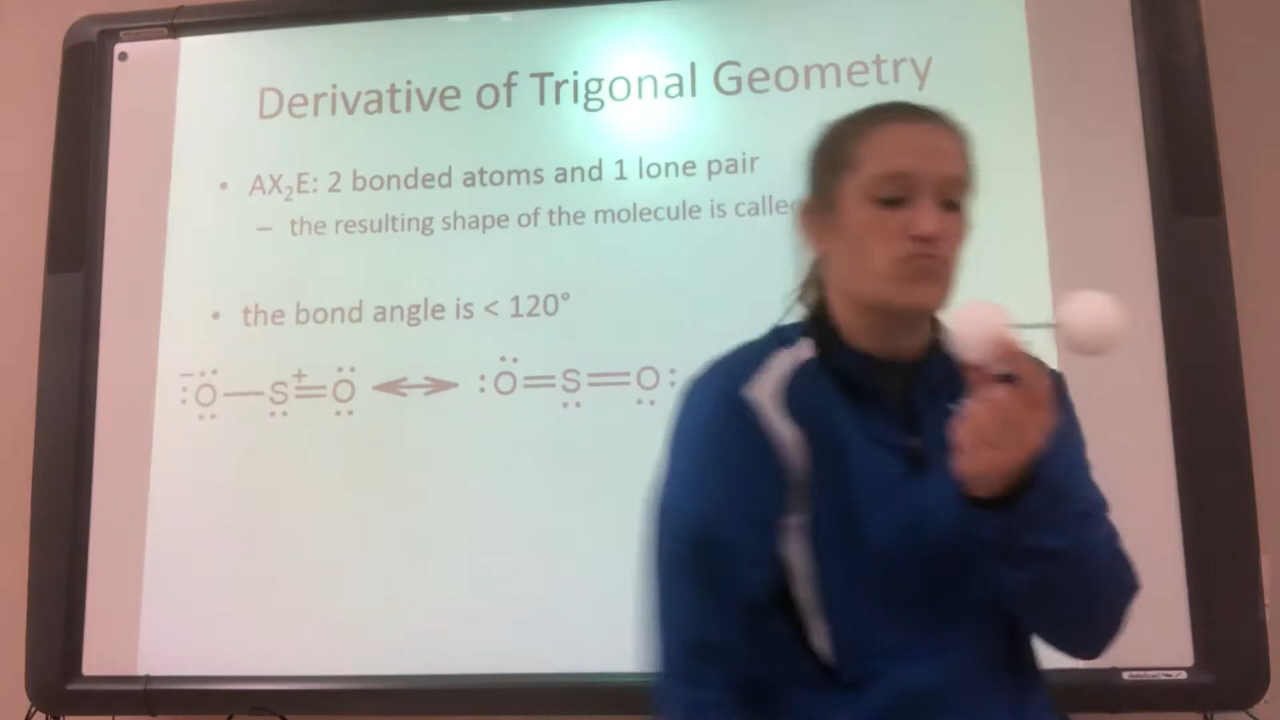 Derivative of Trigonal Geometry
• AX₂E: 2 bonded atoms and 1 lone pair
– the resulting shape of the molecule is calle
• the bond angle is < 120°
:Ö—S⁺=Ö ⟷ :Ö=S=O: